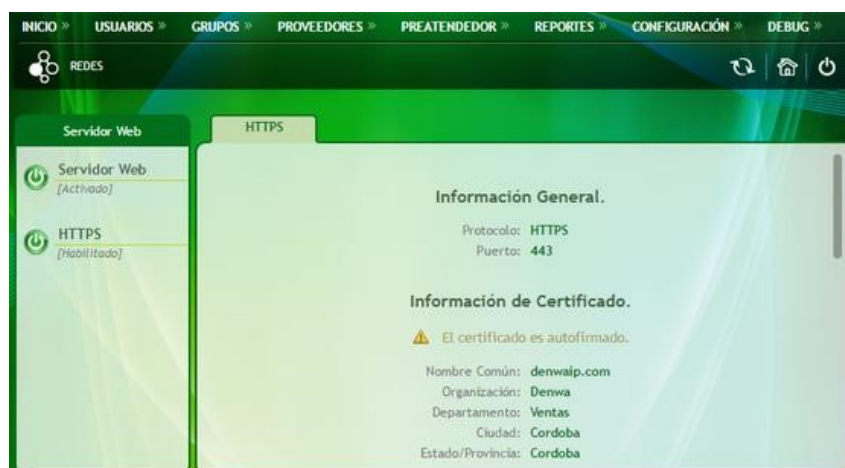 INICIO » USUARIOS » GRUPOS » PROVEEDORES » PREATENDEDOR » REPORTES » CONFIGURACIÓN » DEBUG »
REDES
Servidor Web
Servidor Web
[Activado]
HTTPS
[Habilitado]
HTTPS
Información General.
Protocolo: HTTPS
Puerto: 443
Información de Certificado.
El certificado es autofirmado.
Nombre Común: denwaip.com
Organización: Denwa
Departamento: Ventas
Ciudad: Cordoba
Estado/Provincia: Cordoba